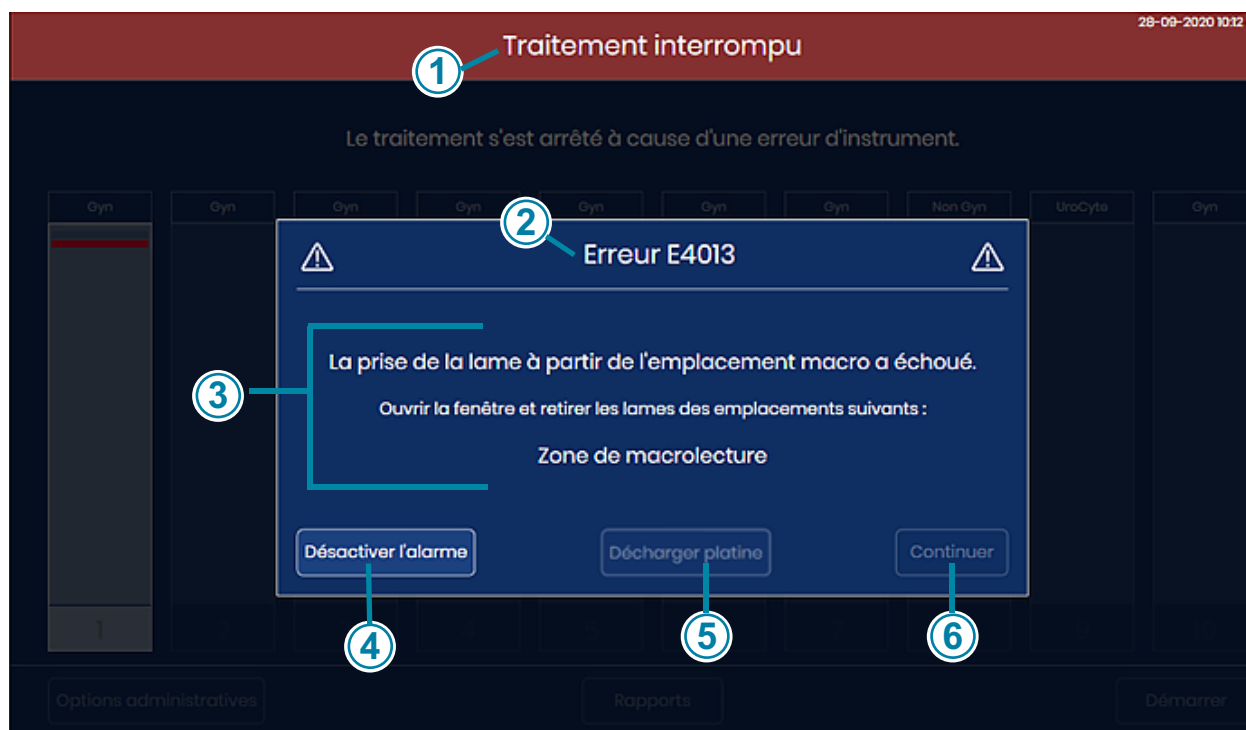 28-09-2020 10:12
Traitement interrompu
1
Le traitement s'est arrêté à cause d'une erreur d'instrument.
Gyn Gyn Gyn Gyn Gyn Gyn Gyn Non Gyn UroCyte Gyn
2
Erreur E4013
3
La prise de la lame à partir de l'emplacement macro a échoué.
Ouvrir la fenêtre et retirer les lames des emplacements suivants :
Zone de macrolecture
Désactiver l'alarme Décharger platine Continuer
1 10
4 5 6
Options administratives Rapports Démarrer